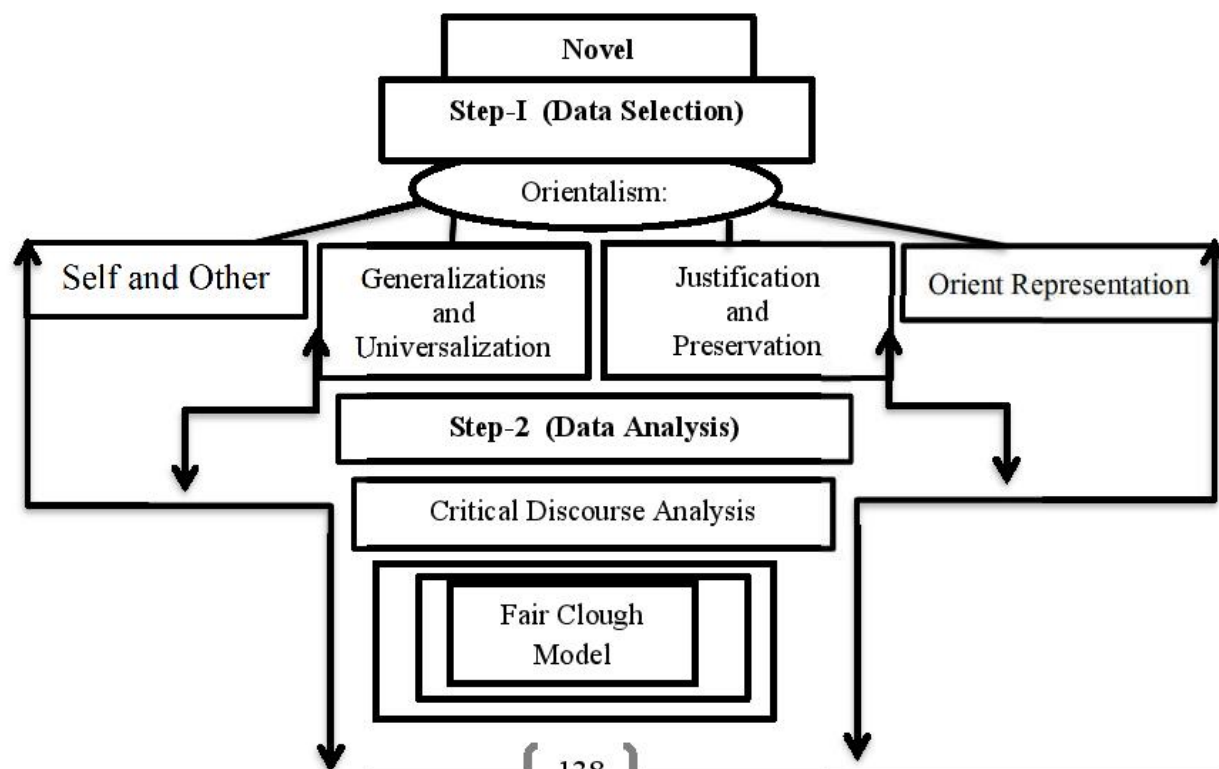 Novel
Step-I (Data Selection)
Orientalism:
Self and Other
Generalizations
and
Universalization
Justification
and
Preservation
Orient Representation
Step-2 (Data Analysis)
Critical Discourse Analysis
Fair Clough
Model